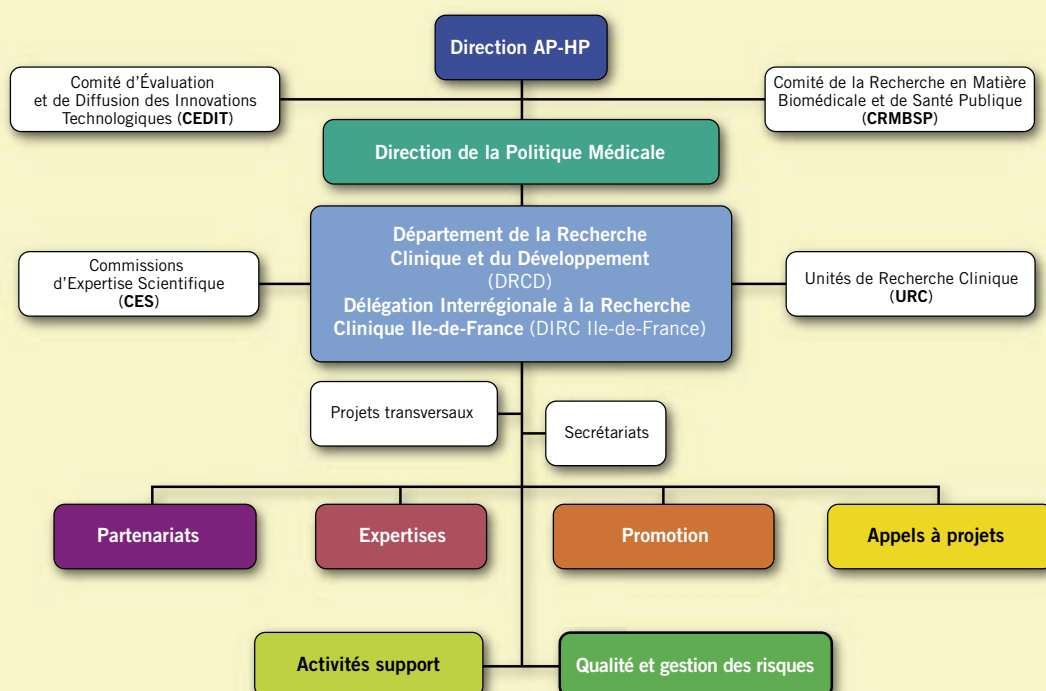 Direction AP-HP
Comité d'Évaluation
et de Diffusion des Innovations
Technologiques (CEDIT)
Comité de la Recherche en Matière
Biomédicale et de Santé Publique
(CRMBSP)
Direction de la Politique Médicale
Département de la Recherche
Clinique et du Développement
(DRCD)
Délégation Interrégionale à la Recherche
Clinique Ile-de-France (DIRC Ile-de-France)
Commissions
d'Expertise Scientifique
(CES)
Unités de Recherche Clinique
(URC)
Projets transversaux
Secrétariats
Partenariats
Expertises
Promotion
Appels à projets
Activités support
Qualité et gestion des risques